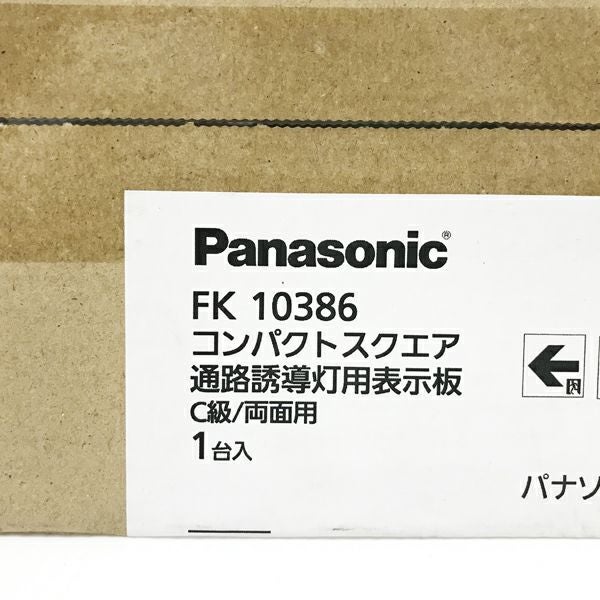 Panasonic®
FK 10386
コンパクトスクエア
通路誘導灯用表示板
C級/両面用
1台入
パナソ